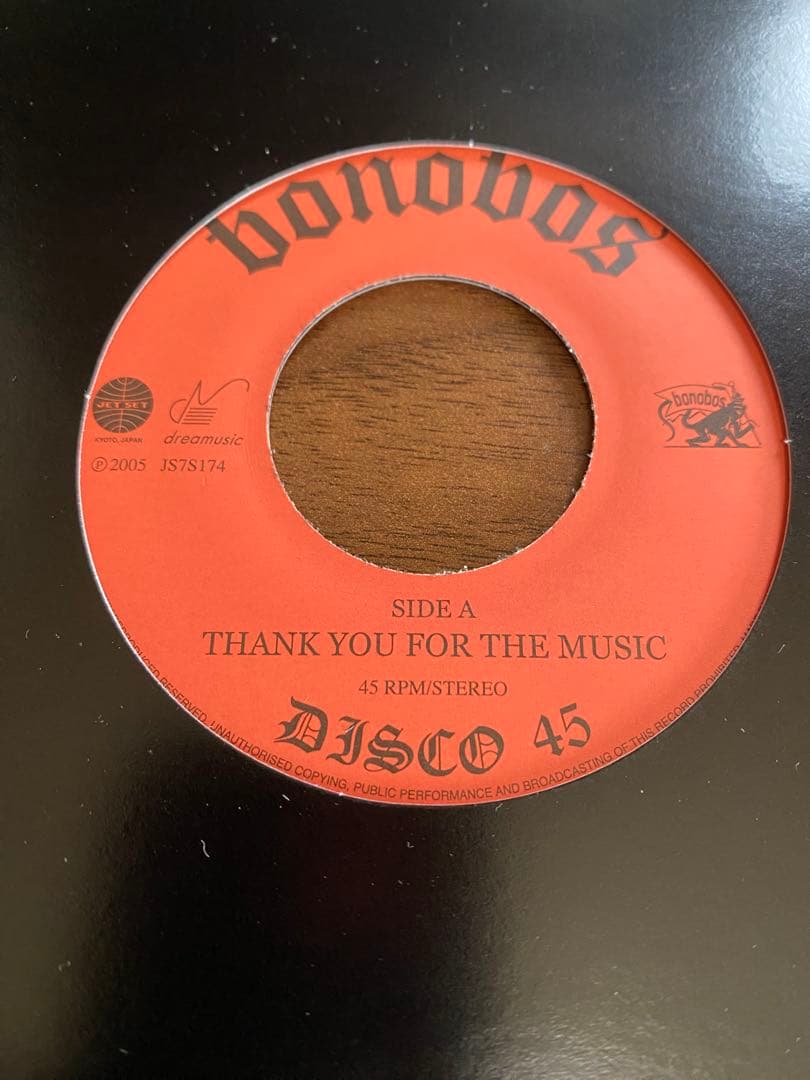 bonobos
JET SET
KYOTO, JAPAN
dreamusic
bonobos
℗ 2005 JS7S174
SIDE A
THANK YOU FOR THE MUSIC
45 RPM/STEREO
DISCO 45
RESERVED. UNAUTHORISED COPYING, PUBLIC PERFORMANCE AND BROADCASTING OF THIS RECORD PROHIBITED.